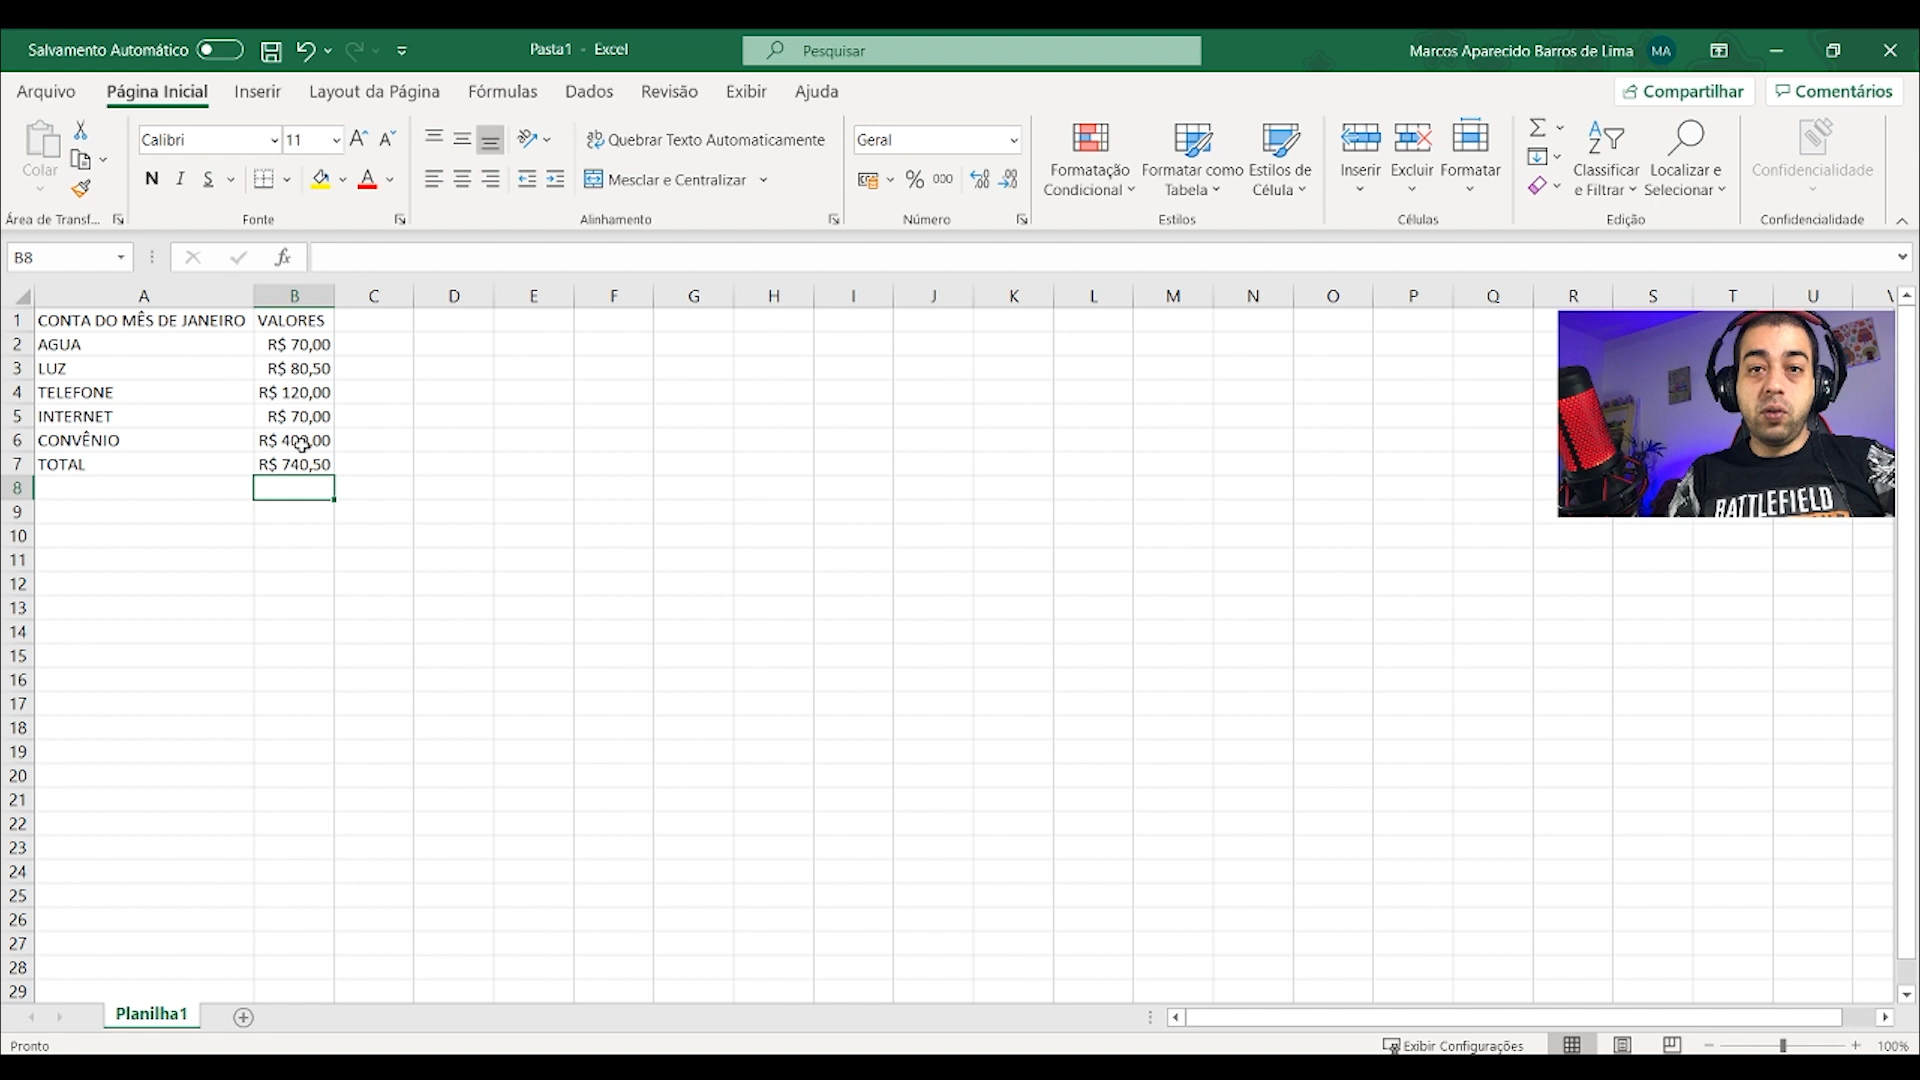 Salvamento Automático
Pasta1 - Excel
Pesquisar
Marcos Aparecido Barros de Lima
MA
Arquivo
Página Inicial
Inserir
Layout da Página
Fórmulas
Dados
Revisão
Exibir
Ajuda
Compartilhar
Comentários
Colar
Calibri
11
Quebrar Texto Automaticamente
Geral
N I S
Mesclar e Centralizar
% 000
Formatação Condicional
Formatar como Tabela
Estilos de Célula
Inserir
Excluir
Formatar
Classificar e Filtrar
Localizar e Selecionar
Confidencialidade
Área de Transf...
Fonte
Alinhamento
Número
Estilos
Células
Edição
Confidencialidade
B8
fx
A B C D E F G H I J K L M N O P Q R S T U
1 CONTA DO MÊS DE JANEIRO VALORES
2 AGUA R$ 70,00
3 LUZ R$ 80,50
4 TELEFONE R$ 120,00
5 INTERNET R$ 70,00
6 CONVÊNIO R$ 400,00
7 TOTAL R$ 740,50
8
9
10
11
12
13
14
15
16
17
18
19
20
21
22
23
24
25
26
27
28
29
BATTLEFIELD
Planilha1
Pronto
Exibir Configurações
100%